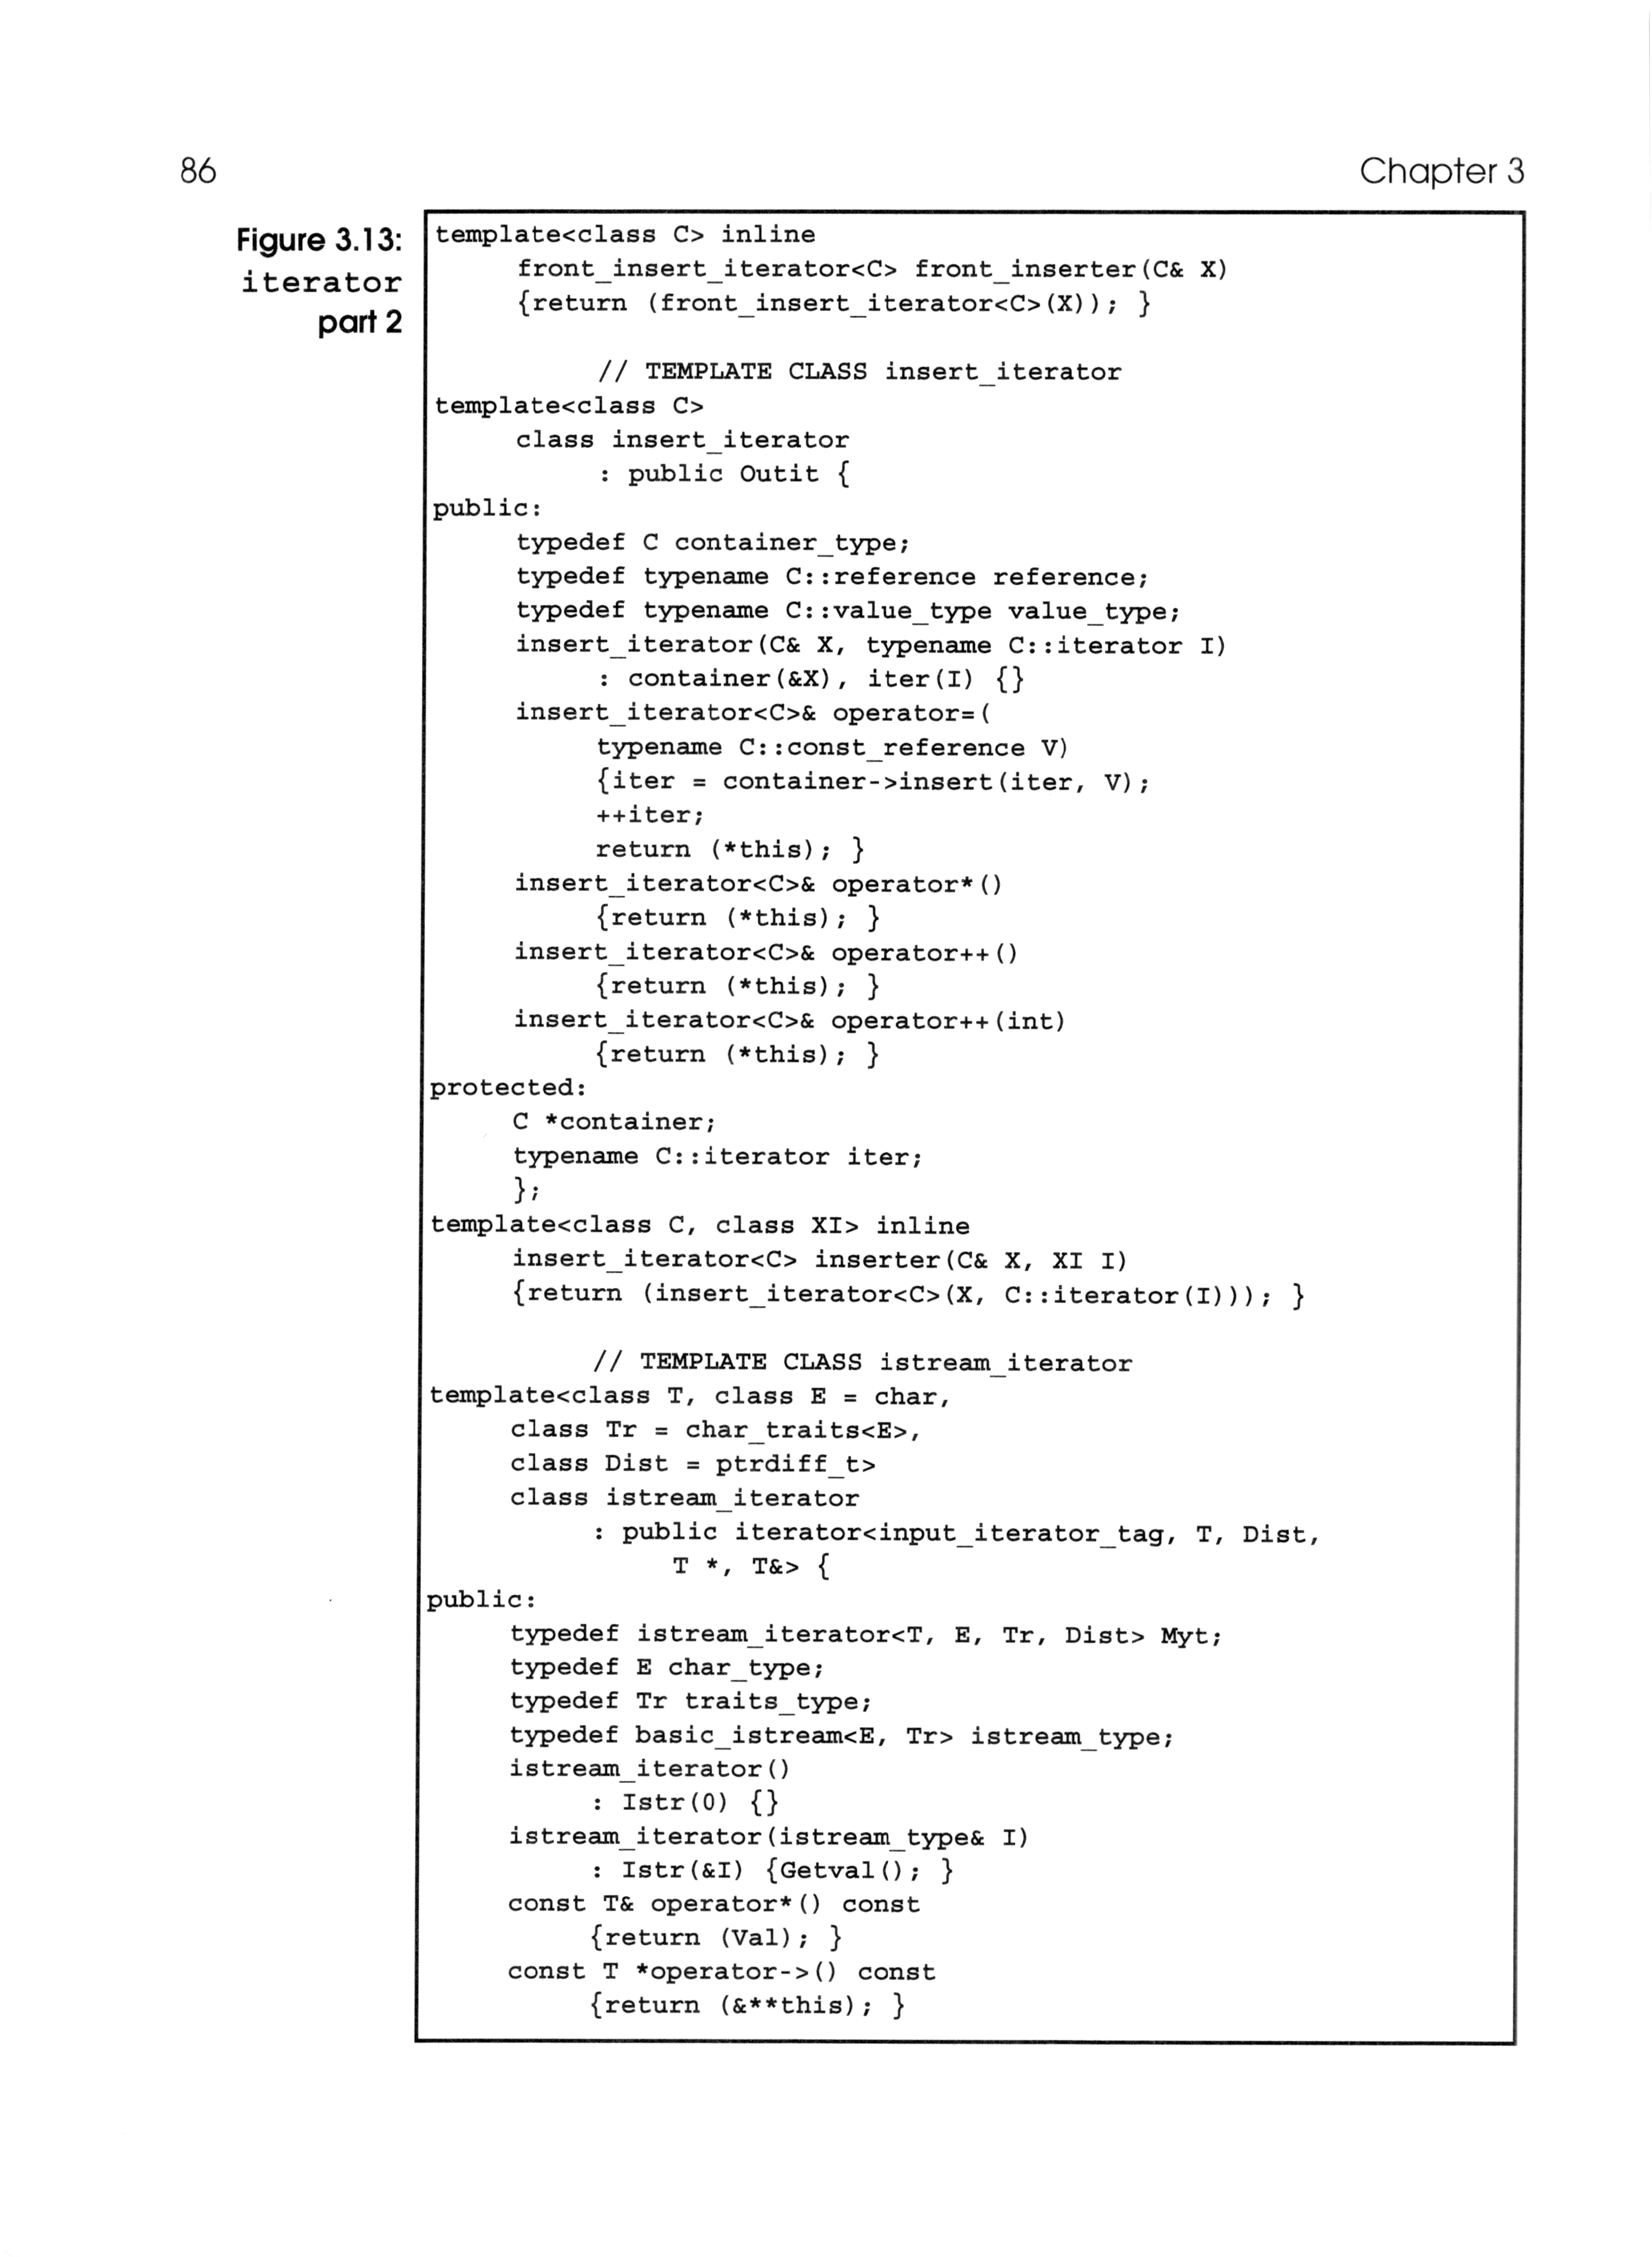 86
Chapter 3
Figure 3.13:
iterator
part 2
template<class C> inline
front_insert_iterator<C> front_inserter(C& X)
{return (front_insert_iterator<C>(X)); }
// TEMPLATE CLASS insert_iterator
template<class C>
class insert_iterator
: public Outit {
public:
typedef C container_type;
typedef typename C::reference reference;
typedef typename C::value_type value_type;
insert_iterator(C& X, typename C::iterator I)
: container(&X), iter(I) {}
insert_iterator<C>& operator=(
typename C::const_reference V)
{iter = container->insert(iter, V);
++iter;
return (*this); }
insert_iterator<C>& operator*()
{return (*this); }
insert_iterator<C>& operator++()
{return (*this); }
insert_iterator<C>& operator++(int)
{return (*this); }
protected:
C *container;
typename C::iterator iter;
};
template<class C, class XI> inline
insert_iterator<C> inserter(C& X, XI I)
{return (insert_iterator<C>(X, C::iterator(I))); }
// TEMPLATE CLASS istream_iterator
template<class T, class E = char,
class Tr = char_traits<E>,
class Dist = ptrdiff_t>
class istream_iterator
: public iterator<input_iterator_tag, T, Dist,
T *, T&> {
public:
typedef istream_iterator<T, E, Tr, Dist> Myt;
typedef E char_type;
typedef Tr traits_type;
typedef basic_istream<E, Tr> istream_type;
istream_iterator()
: Istr(0) {}
istream_iterator(istream_type& I)
: Istr(&I) {Getval(); }
const T& operator*() const
{return (Val); }
const T *operator->() const
{return (&**this); }